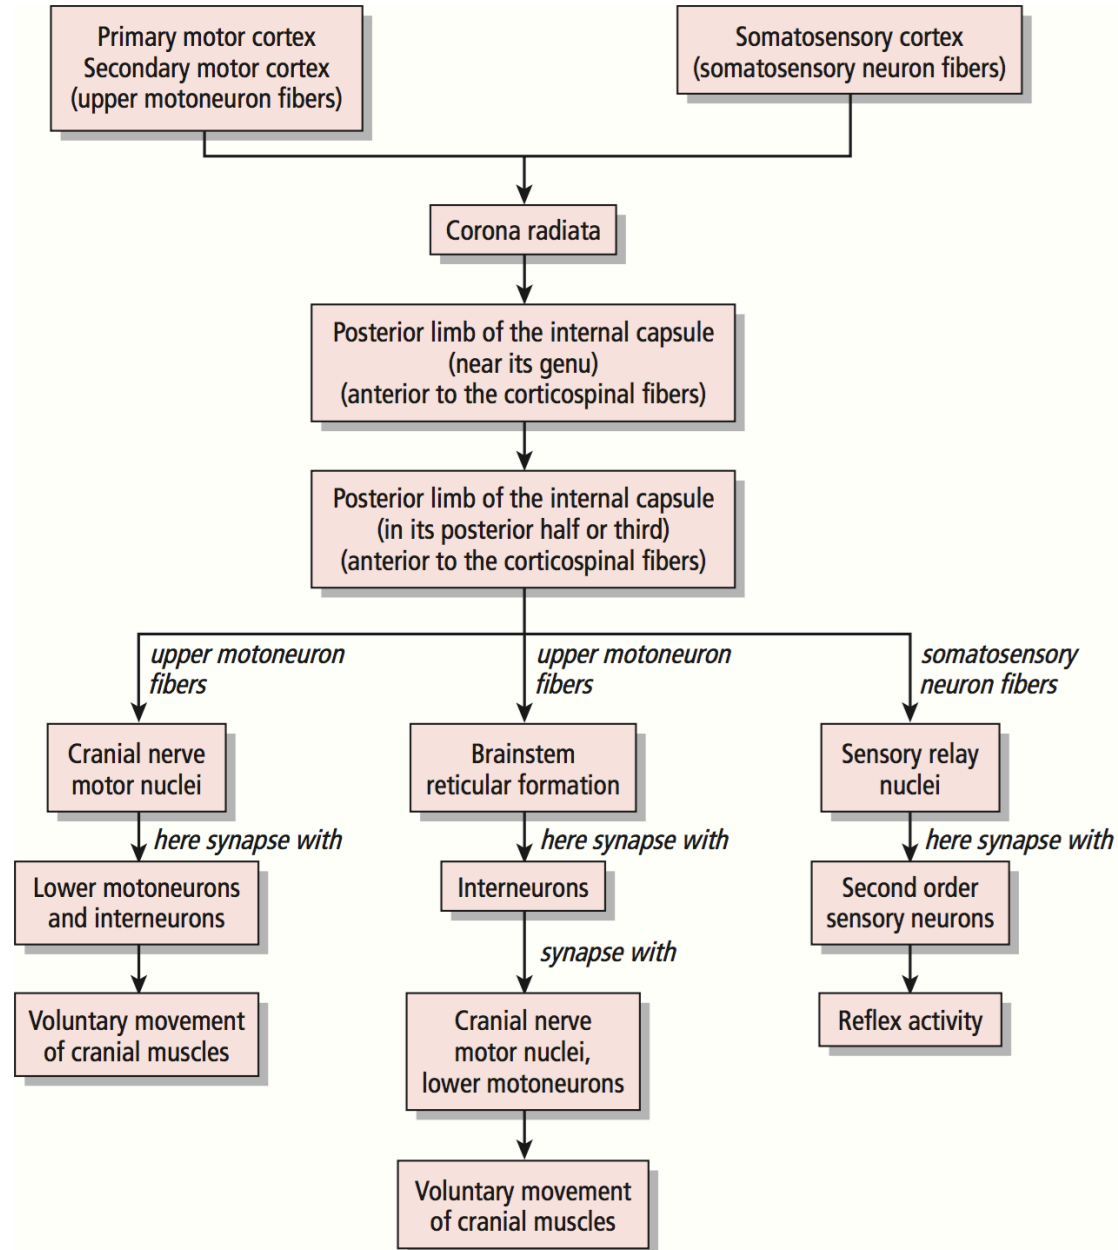 Primary motor cortex
Secondary motor cortex
(upper motoneuron fibers)
Somatosensory cortex
(somatosensory neuron fibers)
Corona radiata
Posterior limb of the internal capsule
(near its genu)
(anterior to the corticospinal fibers)
Posterior limb of the internal capsule
(in its posterior half or third)
(anterior to the corticospinal fibers)
upper motoneuron
fibers
upper motoneuron
fibers
somatosensory
neuron fibers
Cranial nerve
motor nuclei
Brainstem
reticular formation
Sensory relay
nuclei
here synapse with
here synapse with
here synapse with
Lower motoneurons
and interneurons
Interneurons
Second order
sensory neurons
synapse with
Voluntary movement
of cranial muscles
Cranial nerve
motor nuclei,
lower motoneurons
Reflex activity
Voluntary movement
of cranial muscles